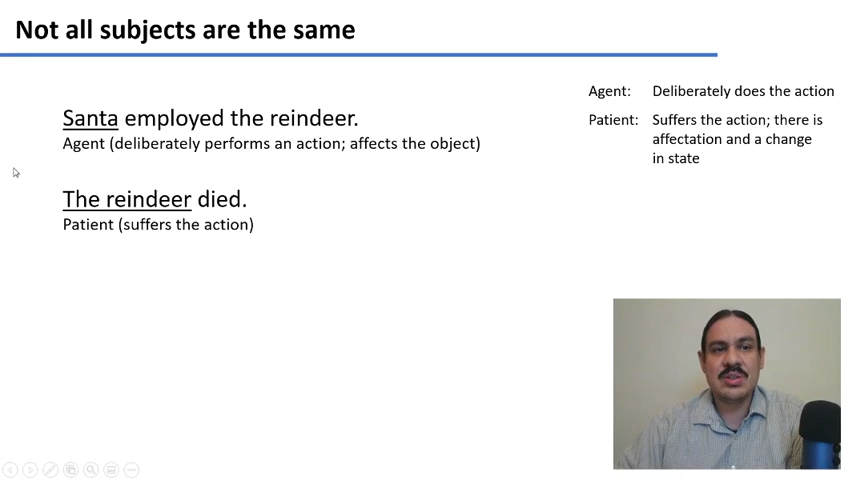 Not all subjects are the same
Santa employed the reindeer.
Agent (deliberately performs an action; affects the object)
The reindeer died.
Patient (suffers the action)
Agent: Deliberately does the action
Patient: Suffers the action; there is
affectation and a change
in state